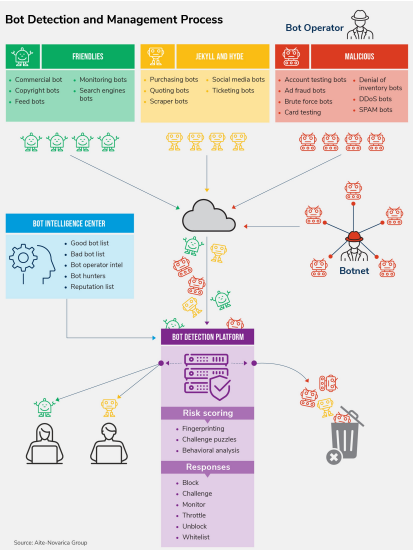 Bot Detection and Management Process
Bot Operator
FRIENDLIES
Commercial bot
Copyright bots
Feed bots
Monitoring bots
Search engines
bots
JEKYLL AND HYDE
Purchasing bots
Quoting bots
Scraper bots
Social media bots
Ticketing bots
MALICIOUS
Account testing bots
Ad fraud bots
Brute force bots
Card testing
Denial of
inventory bots
DDoS bots
SPAM bots
BOT INTELLIGENCE CENTER
Good bot list
Bad bot list
Bot operator intel
Bot hunters
Reputation list
Botnet
BOT DETECTION PLATFORM
Risk scoring
Fingerprinting
Challenge puzzles
Behavioral analysis
Responses
Block
Challenge
Monitor
Throttle
Unblock
Whitelist
Source: Aite-Novarica Group